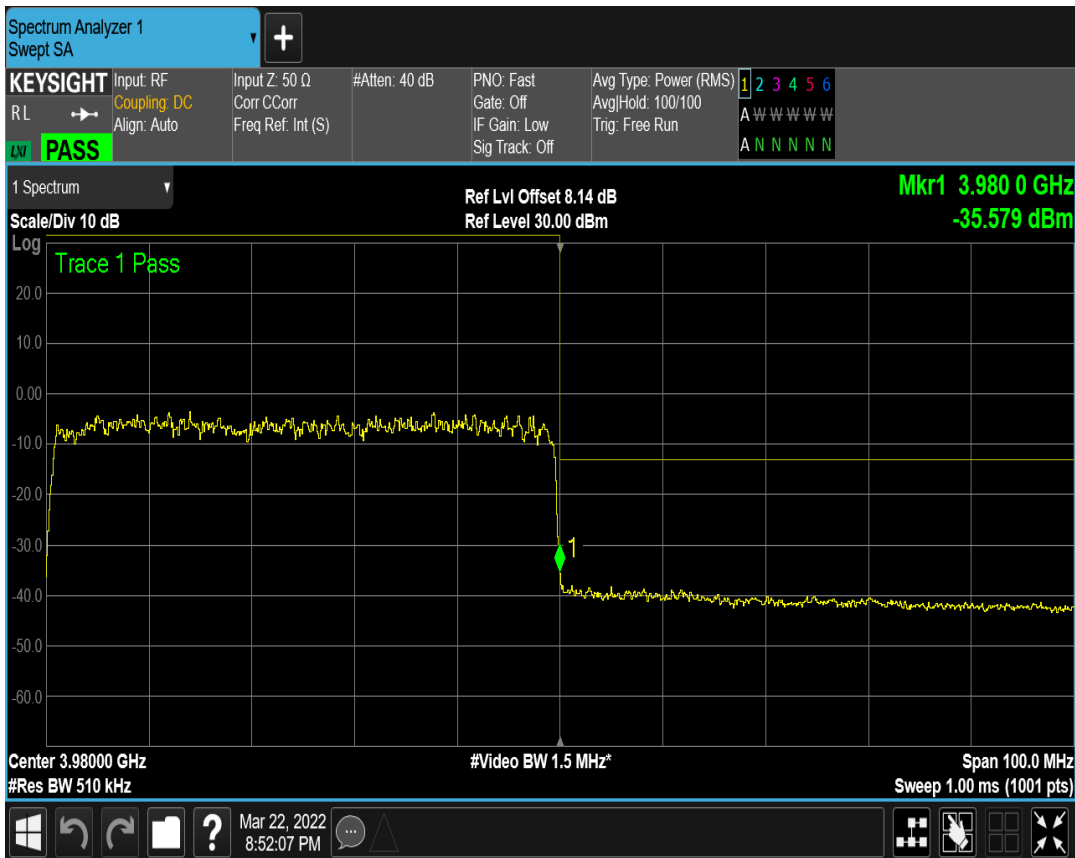 Spectrum Analyzer 1
Swept SA
+
KEYSIGHT
RL
LXI PASS
Input: RF
Coupling: DC
Align: Auto
Input Z: 50 Ω
Corr CCorr
Freq Ref: Int (S)
#Atten: 40 dB
PNO: Fast
Gate: Off
IF Gain: Low
Sig Track: Off
Avg Type: Power (RMS)
Avg|Hold: 100/100
Trig: Free Run
1 2 3 4 5 6
A W W W W W
A N N N N N
1 Spectrum
Scale/Div 10 dB
Ref Lvl Offset 8.14 dB
Ref Level 30.00 dBm
Mkr1 3.980 0 GHz
-35.579 dBm
Log
Trace 1 Pass
20.0
10.0
0.00
-10.0
-20.0
-30.0
1
-40.0
-50.0
-60.0
Center 3.98000 GHz
#Res BW 510 kHz
#Video BW 1.5 MHz*
Span 100.0 MHz
Sweep 1.00 ms (1001 pts)
?
Mar 22, 2022
8:52:07 PM